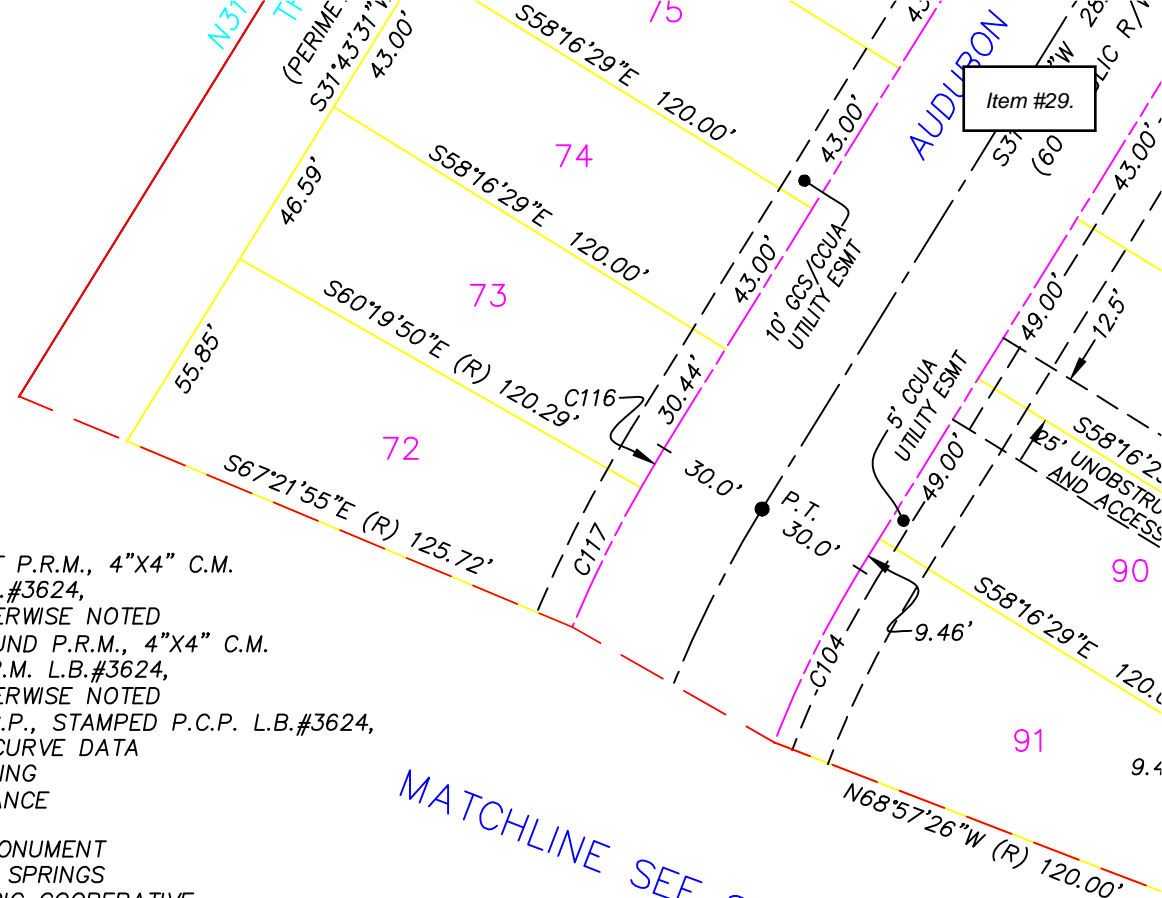 N31
(PERIME
S31°43'31"W
43.00'
S58°16'29"E
120.00'
75
43.00'
AUDUBON
Item #29.
(60
43.00'
74
46.59'
S58°16'29"E
120.00'
43.00'
10' GCS/CCUA
UTILITY ESMT
49.00'
12.5'
73
S60°19'50"E (R) 120.29'
55.85'
C116
30.44'
5' CCUA
UTILITY ESMT
S58°16'2
25' UNOBSTRU
AND ACCESS
72
S67°21'55"E (R) 125.72'
30.0'
P.T.
30.0'
49.00'
C117
90
S58°16'29"E
120.0
9.46'
C104
91
9.4
N68°57'26"W (R) 120.00'
T P.R.M., 4"X4" C.M.
.#3624,
ERWISE NOTED
UND P.R.M., 4"X4" C.M.
R.M. L.B.#3624,
ERWISE NOTED
C.P., STAMPED P.C.P. L.B.#3624,
CURVE DATA
ING
ANCE
ONUMENT
SPRINGS
MATCHLINE SEE